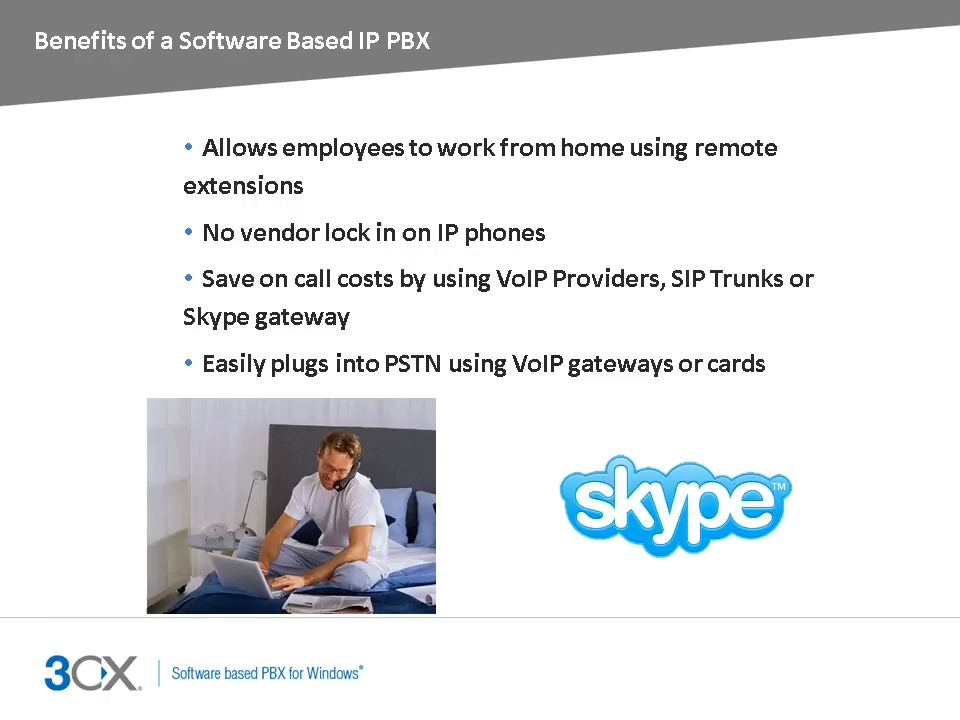 Benefits of a Software Based IP PBX
• Allows employees to work from home using remote
extensions
• No vendor lock in on IP phones
• Save on call costs by using VoIP Providers, SIP Trunks or
Skype gateway
• Easily plugs into PSTN using VoIP gateways or cards
skype™
3CX® | Software based PBX for Windows®